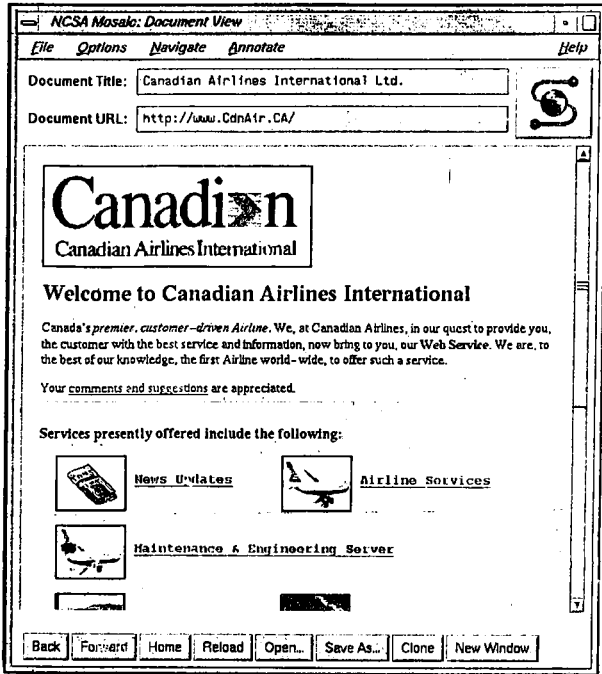 NCSA Mosaic: Document View
File Options Navigate Annotate Help
Document Title: Canadian Airlines International Ltd.
Document URL: http://www.CdnAir.CA/
Canadian
Canadian Airlines International
Welcome to Canadian Airlines International
Canada's premier, customer-driven Airline. We, at Canadian Airlines, in our quest to provide you,
the customer with the best service and information, now bring to you, our Web Service. We are, to
the best of our knowledge, the first Airline world-wide, to offer such a service.
Your comments and suggestions are appreciated.
Services presently offered include the following:
News Updates Airline Services
Maintenance & Engineering Server
Back Forward Home Reload Open... Save As... Clone New Window